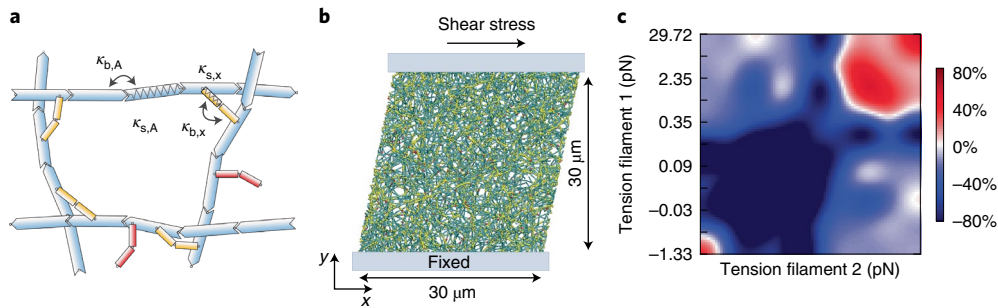 a
κb,A
κs,x
κs,A
κb,x
b
Shear stress
30 μm
Fixed
y
x
30 μm
c
Tension filament 1 (pN)
29.72
2.35
0.35
0.09
−0.03
−1.33
Tension filament 2 (pN)
80%
40%
0%
−40%
−80%